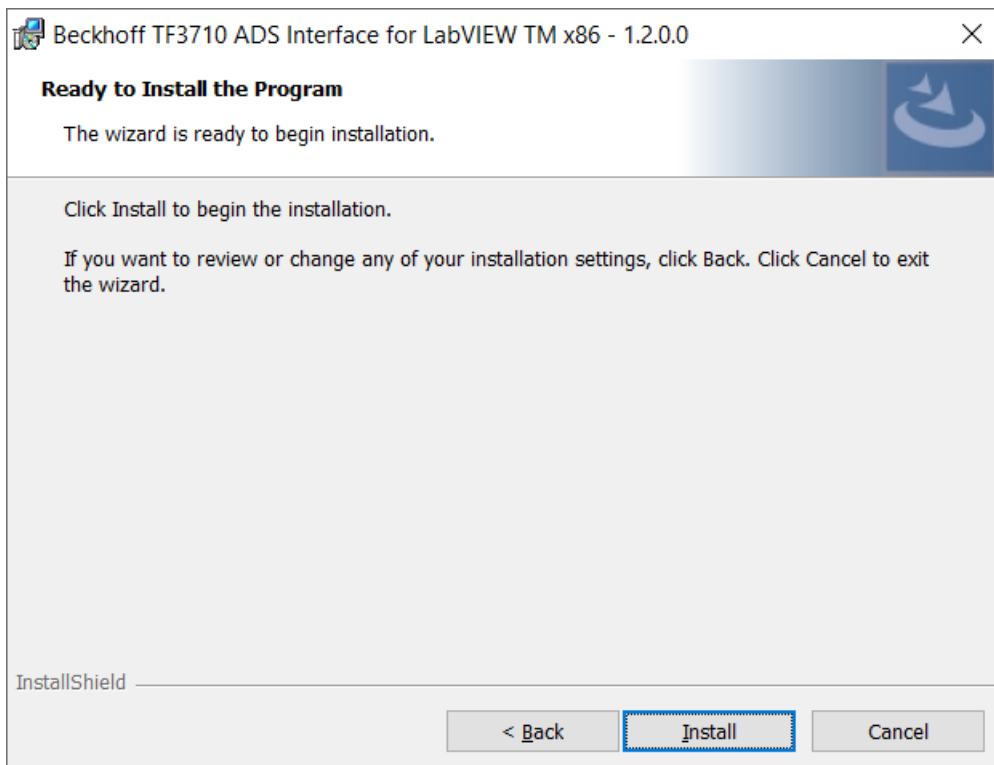 Beckhoff TF3710 ADS Interface for LabVIEW TM x86 - 1.2.0.0
Ready to Install the Program
The wizard is ready to begin installation.
Click Install to begin the installation.
If you want to review or change any of your installation settings, click Back. Click Cancel to exit
the wizard.
InstallShield
< Back
Install
Cancel